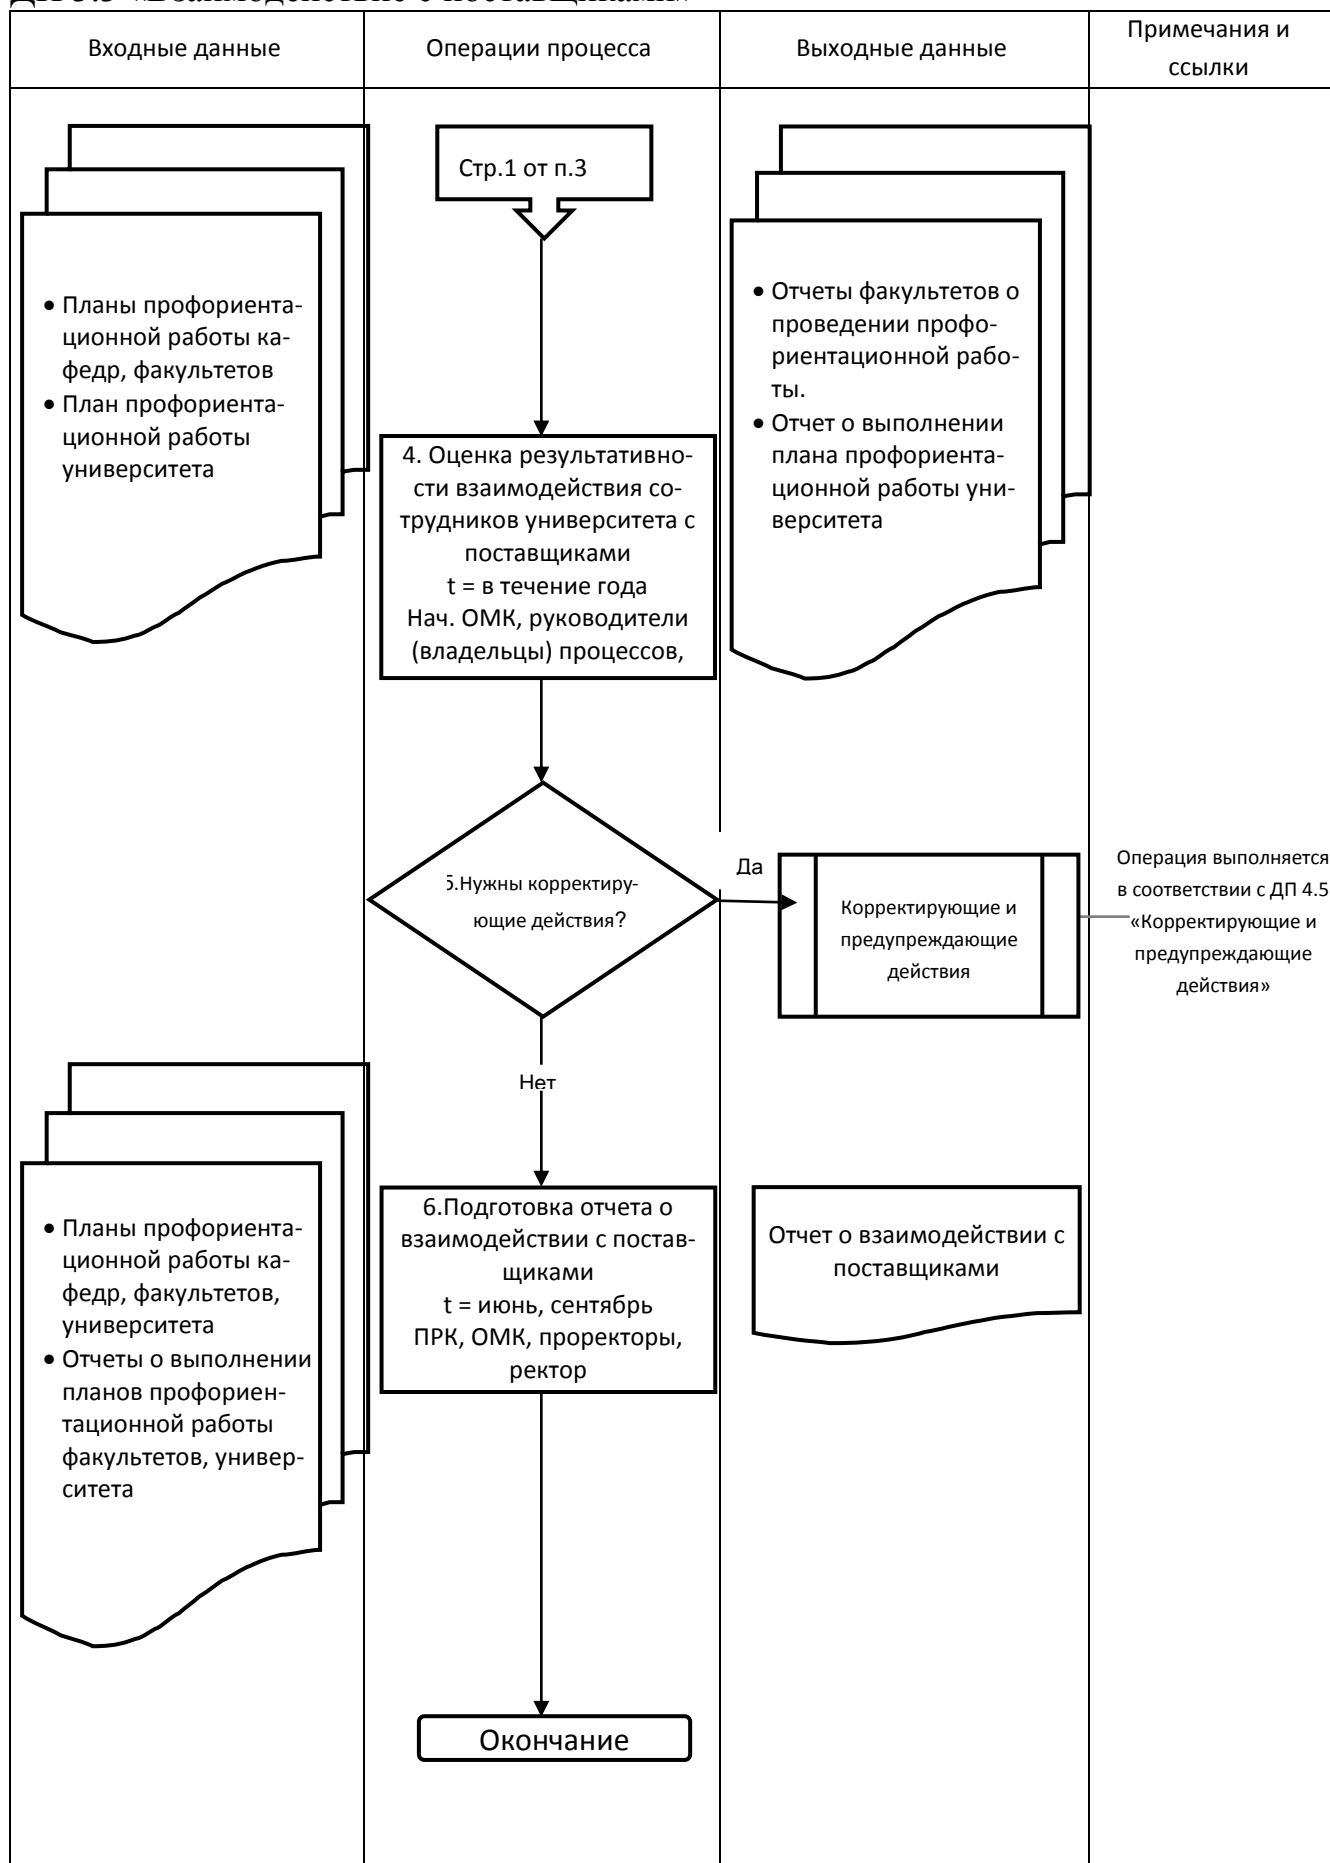 Входные данные
Операции процесса
Выходные данные
Примечания и
ссылки
Стр.1 от п.3
• Планы профориента-
ционной работы ка-
федр, факультетов
• План профориента-
ционной работы
университета
4. Оценка результативно-
сти взаимодействия со-
трудников университета с
поставщиками
t = в течение года
Нач. ОМК, руководители
(владельцы) процессов,
• Отчеты факультетов о
проведении профо-
риентационной рабо-
ты.
• Отчет о выполнении
плана профориента-
ционной работы уни-
верситета
5.Нужны корректиру-
ющие действия?
Да
Корректирующие и
предупреждающие
действия
Операция выполняется
в соответствии с ДП 4.5
«Корректирующие и
предупреждающие
действия»
Нет
• Планы профориента-
ционной работы ка-
федр, факультетов,
университета
• Отчеты о выполнении
планов профориен-
тационной работы
факультетов, универ-
ситета
6.Подготовка отчета о
взаимодействии с постав-
щиками
t = июнь, сентябрь
ПРК, ОМК, проректоры,
ректор
Отчет о взаимодействии с
поставщиками
Окончание